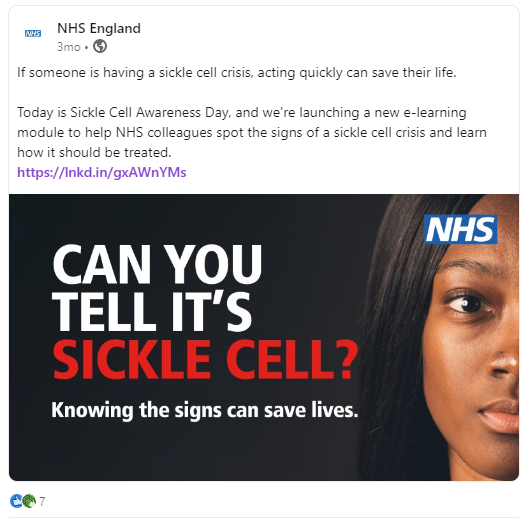 NHS
NHS England
3mo •
If someone is having a sickle cell crisis, acting quickly can save their life.
Today is Sickle Cell Awareness Day, and we're launching a new e-learning
module to help NHS colleagues spot the signs of a sickle cell crisis and learn
how it should be treated.
https://lnkd.in/gxAWnYMs
NHS
CAN YOU
TELL IT'S
SICKLE CELL?
Knowing the signs can save lives.
7